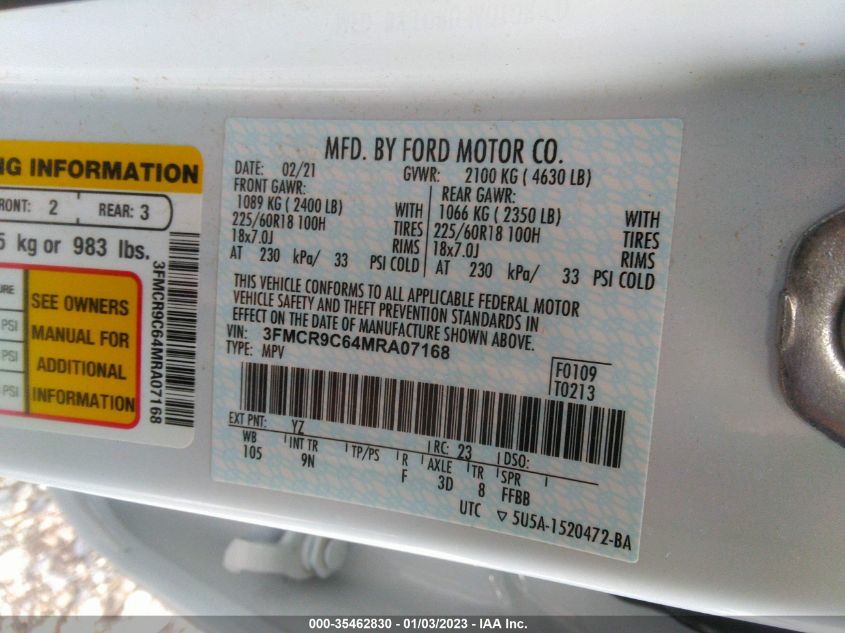 NG INFORMATION
FRONT: 2 REAR: 3
5 kg or 983 lbs.
PSI
PSI
PSI
SEE OWNERS
MANUAL FOR
ADDITIONAL
INFORMATION
3FMCR9C64MRA07168
MFD. BY FORD MOTOR CO.
DATE: 02/21 GVWR: 2100 KG ( 4630 LB)
FRONT GAWR: REAR GAWR:
1089 KG ( 2400 LB) WITH 1066 KG ( 2350 LB) WITH
225/60R18 100H TIRES 225/60R18 100H TIRES
18x7.0J RIMS 18x7.0J RIMS
AT 230 kPa/ 33 PSI COLD AT 230 kPa/ 33 PSI COLD
THIS VEHICLE CONFORMS TO ALL APPLICABLE FEDERAL MOTOR
VEHICLE SAFETY AND THEFT PREVENTION STANDARDS IN
EFFECT ON THE DATE OF MANUFACTURE SHOWN ABOVE.
VIN: 3FMCR9C64MRA07168
TYPE: MPV
F0109
T0213
EXT PNT: YZ RC: 23 DSO:
WB INT TR TP/PS R AXLE TR SPR
105 9N F 3D 8 FFBB
UTC ▽ 5U5A-1520472-BA
000-35462830 - 01/03/2023 - IAA Inc.